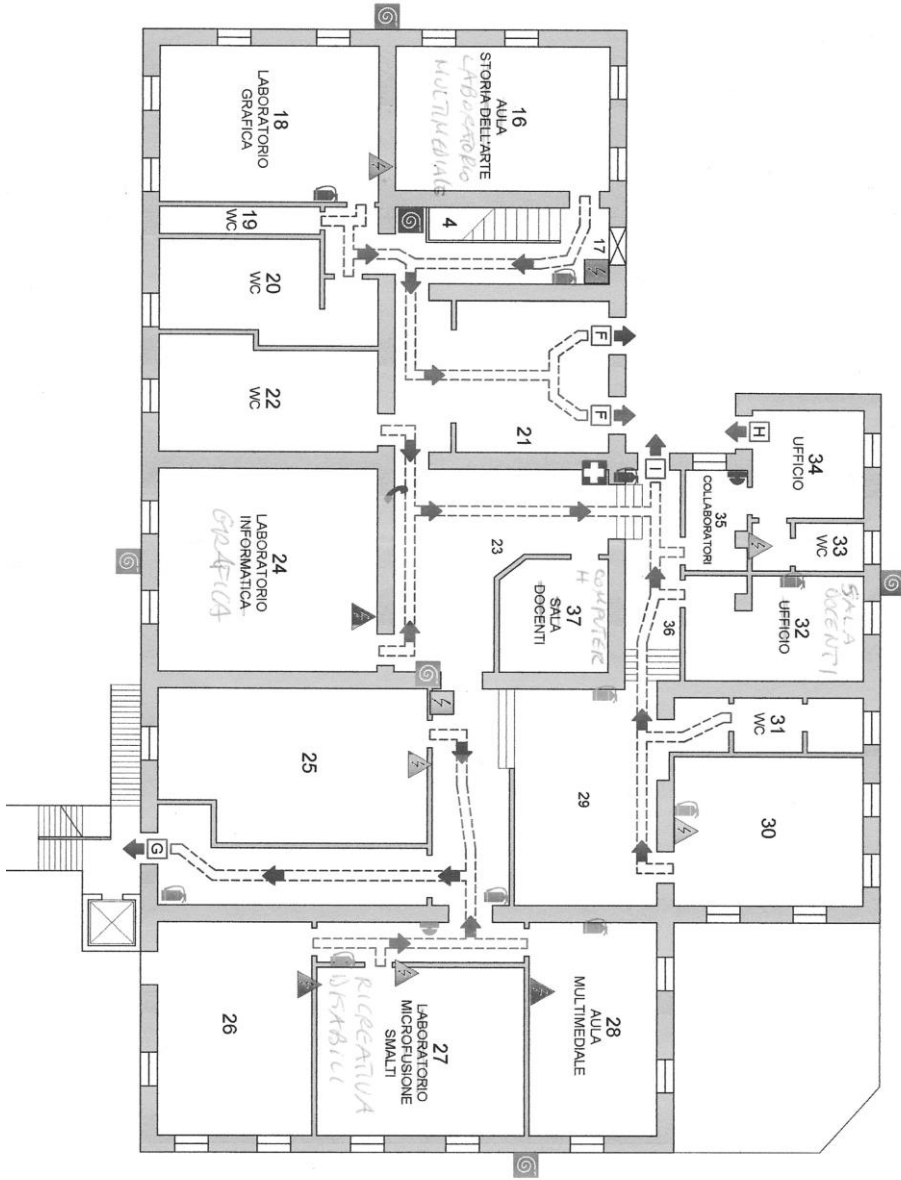 18
LABORATORIO
GRAFICA
16
AULA
STORIA DELL'ARTE
LABORATORIO
MULTIMEDIALE
19
WC
4
17
20
WC
22
WC
21
F
F
I
H
34
UFFICIO
35
COLLABORATORI
33
WC
24
LABORATORIO
INFORMATICA
GRAFICA
23
37
SALA
DOCENTI
COMPUTER
H
36
32
UFFICIO
SALA
DOCENTI
31
WC
25
29
30
G
26
27
LABORATORIO
MICROFUSIONE
SMALTI
RICREATIVA
DISABILI
28
AULA
MULTIMEDIALE